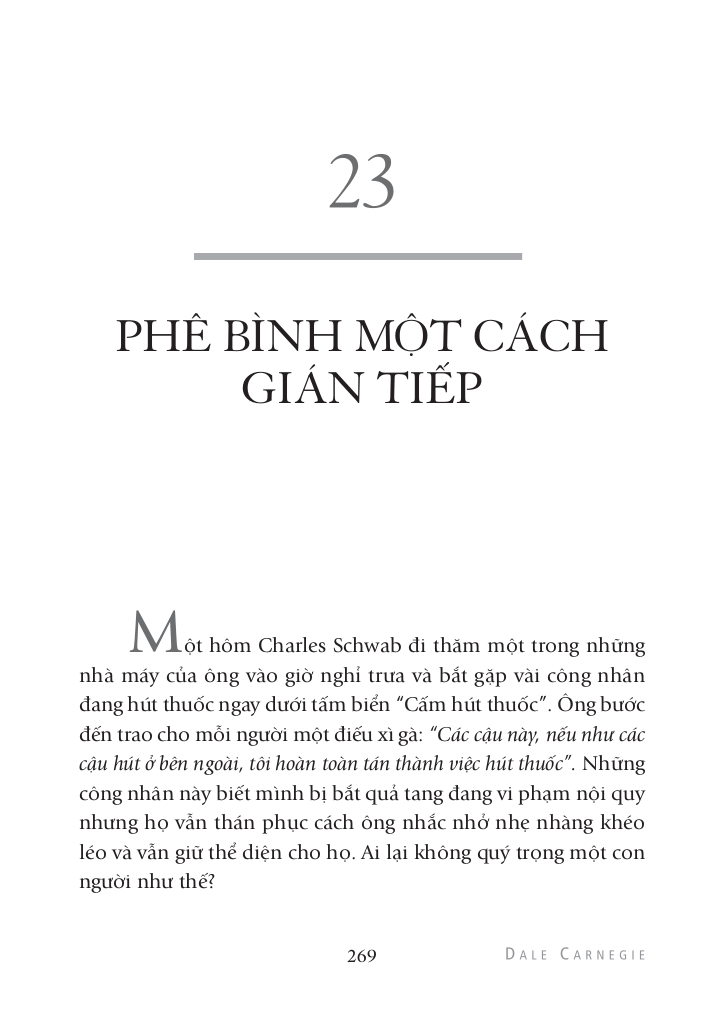 23
PHÊ BÌNH MỘT CÁCH
GIÁN TIẾP
Một hôm Charles Schwab đi thăm một trong những
nhà máy của ông vào giờ nghỉ trưa và bắt gặp vài công nhân
đang hút thuốc ngay dưới tấm biển “Cấm hút thuốc”. Ông bước
đến trao cho mỗi người một điếu xì gà: “Các cậu này, nếu như các
cậu hút ở bên ngoài, tôi hoàn toàn tán thành việc hút thuốc”. Những
công nhân này biết mình bị bắt quả tang đang vi phạm nội quy
nhưng họ vẫn thán phục cách ông nhắc nhở nhẹ nhàng khéo
léo và vẫn giữ thể diện cho họ. Ai lại không quý trọng một con
người như thế?
269
DALE CARNEGIE